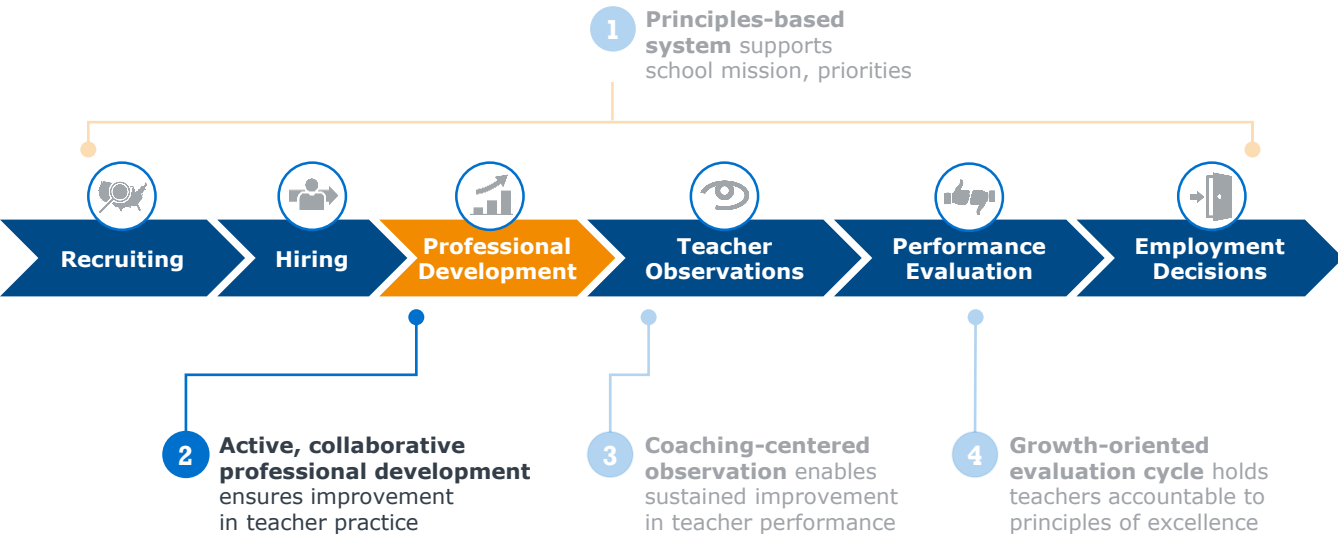 1
Principles-based
system supports
school mission, priorities
Recruiting
Hiring
Professional
Development
Teacher
Observations
Performance
Evaluation
Employment
Decisions
2
Active, collaborative
professional development
ensures improvement
in teacher practice
3
Coaching-centered
observation enables
sustained improvement
in teacher performance
4
Growth-oriented
evaluation cycle holds
teachers accountable to
principles of excellence